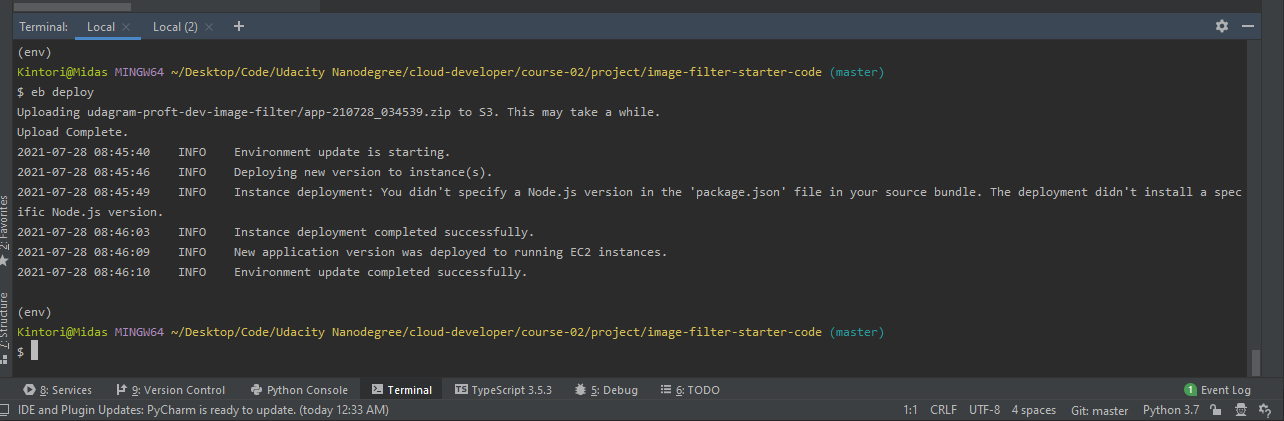 Terminal: Local × Local (2) × +
(env)
Kintori@Midas MINGW64 ~/Desktop/Code/Udacity Nanodegree/cloud-developer/course-02/project/image-filter-starter-code (master)
$ eb deploy
Uploading udagram-proft-dev-image-filter/app-210728_034539.zip to S3. This may take a while.
Upload Complete.
2021-07-28 08:45:40    INFO    Environment update is starting.
2021-07-28 08:45:46    INFO    Deploying new version to instance(s).
2021-07-28 08:45:49    INFO    Instance deployment: You didn't specify a Node.js version in the 'package.json' file in your source bundle. The deployment didn't install a spec
ific Node.js version.
2021-07-28 08:46:03    INFO    Instance deployment completed successfully.
2021-07-28 08:46:09    INFO    New application version was deployed to running EC2 instances.
2021-07-28 08:46:10    INFO    Environment update completed successfully.
(env)
Kintori@Midas MINGW64 ~/Desktop/Code/Udacity Nanodegree/cloud-developer/course-02/project/image-filter-starter-code (master)
$
2: Favorites
7: Structure
8: Services 9: Version Control Python Console Terminal TS TypeScript 3.5.3 5: Debug 6: TODO 1 Event Log
IDE and Plugin Updates: PyCharm is ready to update. (today 12:33 AM) 1:1 CRLF UTF-8 4 spaces Git: master Python 3.7